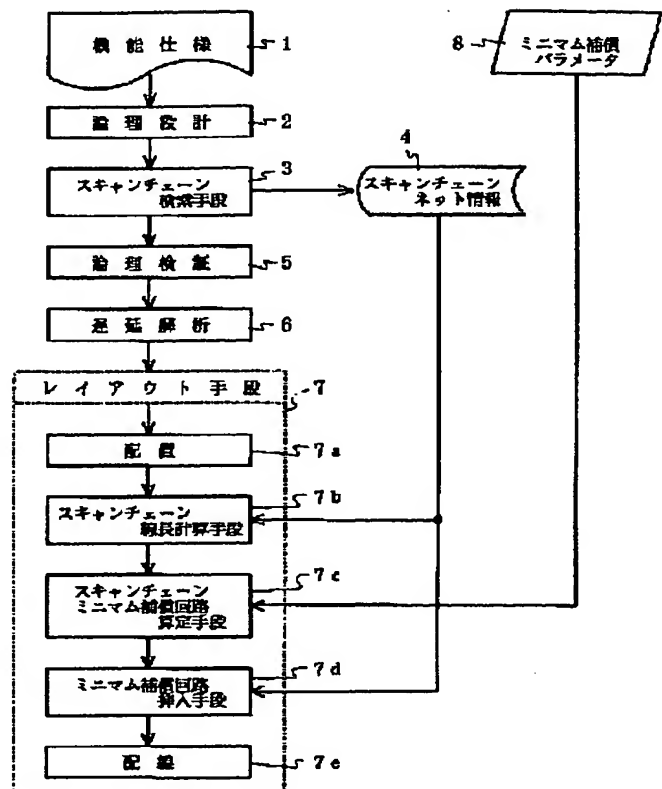 機能仕様
1
8
ミニマム補償
パラメータ
論理設計
2
スキャンチェーン
検索手段
3
4
スキャンチェーン
ネット情報
論理検証
5
遅延解析
6
レイアウト手段
7
配置
7a
スキャンチェーン
線長計算手段
7b
スキャンチェーン
ミニマム補償回路
算定手段
7c
ミニマム補償回路
挿入手段
7d
配線
7e